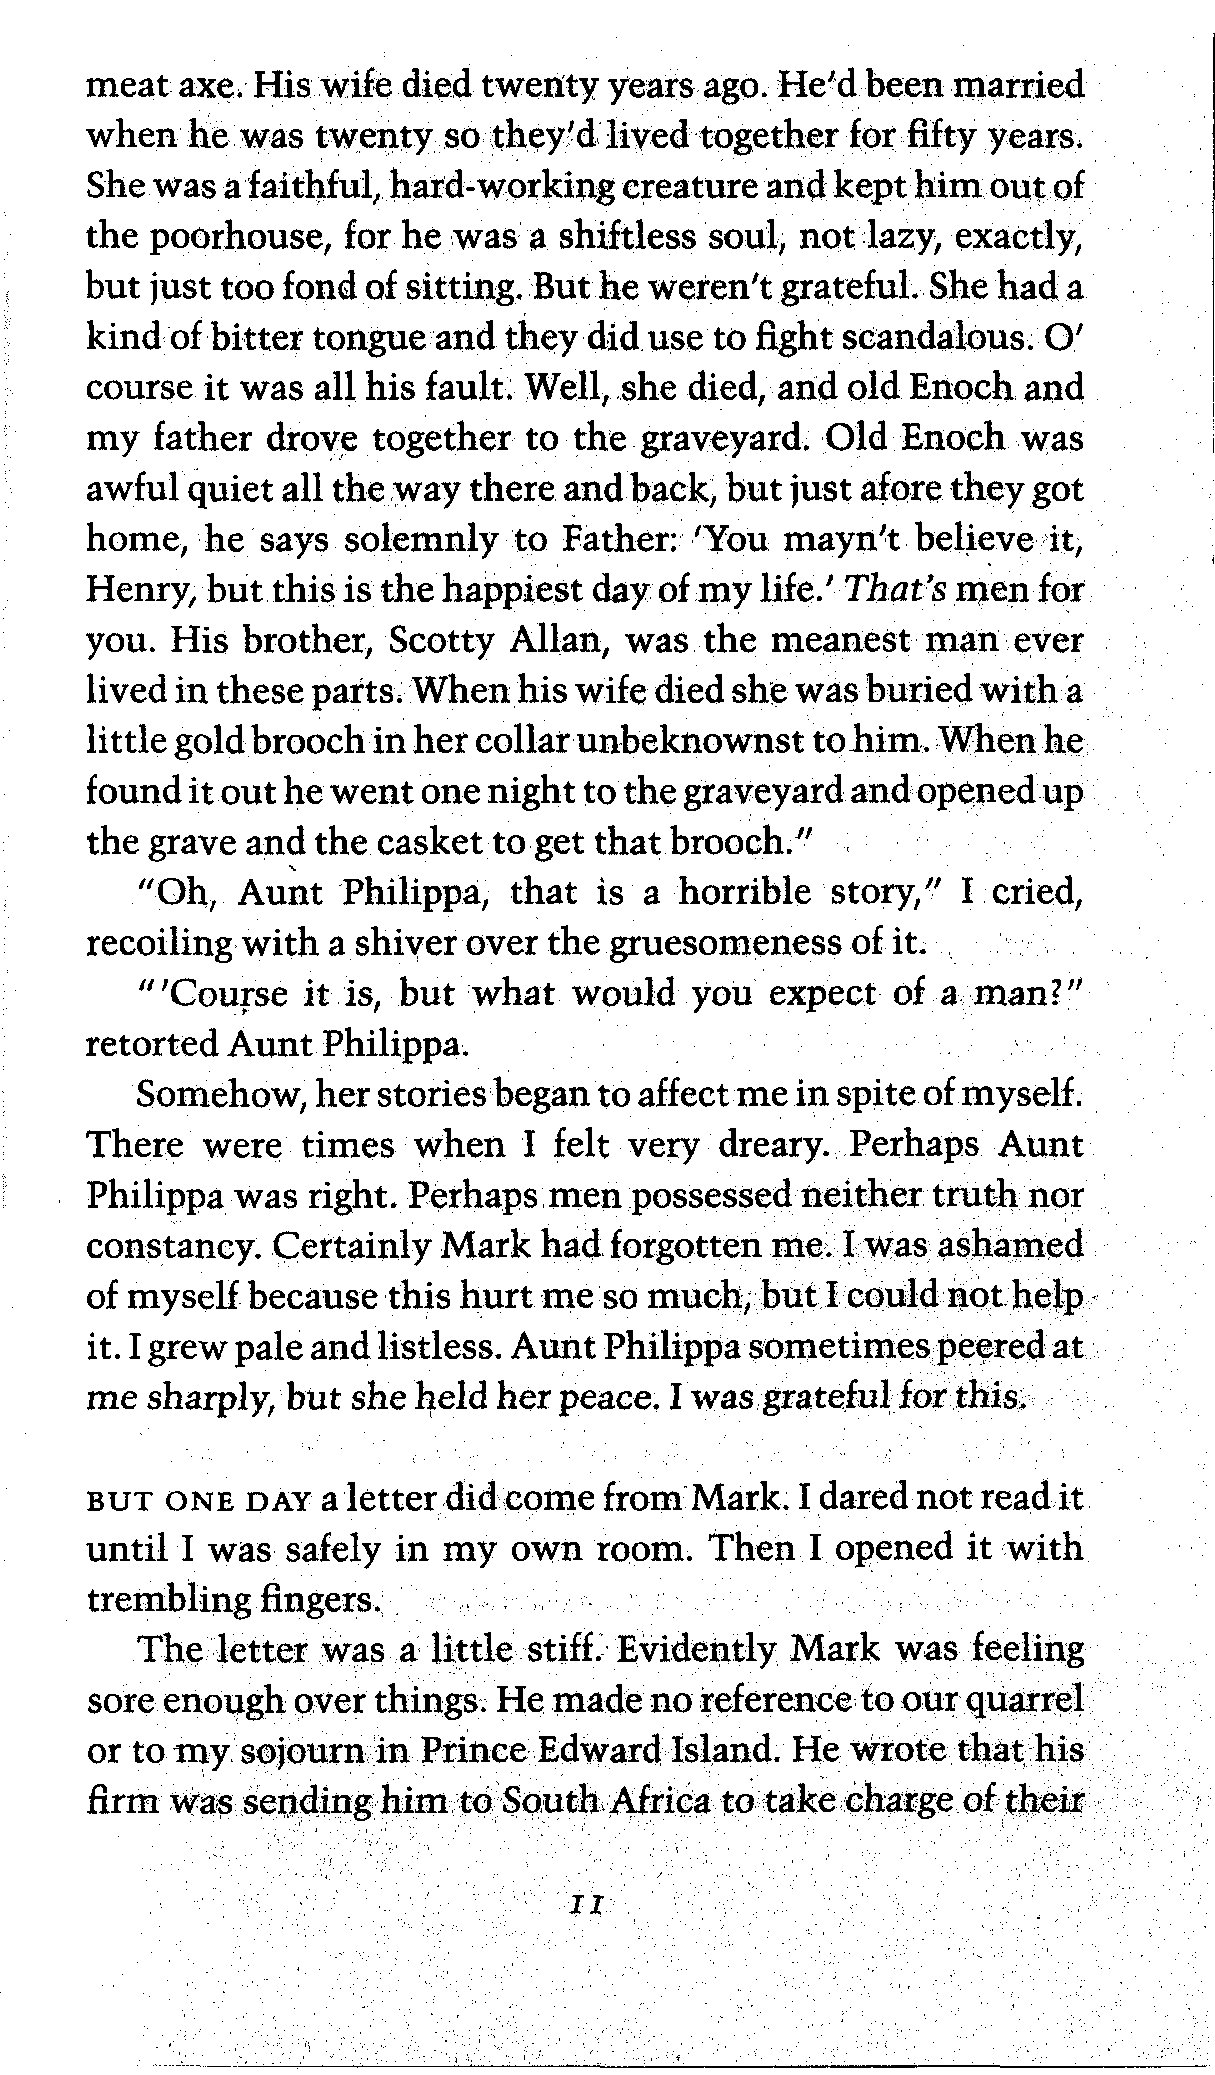 meat axe. His wife died twenty years ago. He'd been married
when he was twenty so they'd lived together for fifty years.
She was a faithful, hard-working creature and kept him out of
the poorhouse, for he was a shiftless soul, not lazy, exactly,
but just too fond of sitting. But he weren't grateful. She had a
kind of bitter tongue and they did use to fight scandalous. O'
course it was all his fault. Well, she died, and old Enoch and
my father drove together to the graveyard. Old Enoch was
awful quiet all the way there and back, but just afore they got
home, he says solemnly to Father: 'You mayn't believe it,
Henry, but this is the happiest day of my life.' That's men for
you. His brother, Scotty Allan, was the meanest man ever
lived in these parts. When his wife died she was buried with a
little gold brooch in her collar unbeknownst to him. When he
found it out he went one night to the graveyard and opened up
the grave and the casket to get that brooch."
"Oh, Aunt Philippa, that is a horrible story," I cried,
recoiling with a shiver over the gruesomeness of it.
"'Course it is, but what would you expect of a man?"
retorted Aunt Philippa.
Somehow, her stories began to affect me in spite of myself.
There were times when I felt very dreary. Perhaps Aunt
Philippa was right. Perhaps men possessed neither truth nor
constancy. Certainly Mark had forgotten me. I was ashamed
of myself because this hurt me so much, but I could not help
it. I grew pale and listless. Aunt Philippa sometimes peered at
me sharply, but she held her peace. I was grateful for this.
BUT ONE DAY a letter did come from Mark. I dared not read it
until I was safely in my own room. Then I opened it with
trembling fingers.
The letter was a little stiff. Evidently Mark was feeling
sore enough over things. He made no reference to our quarrel
or to my sojourn in Prince Edward Island. He wrote that his
firm was sending him to South Africa to take charge of their
11